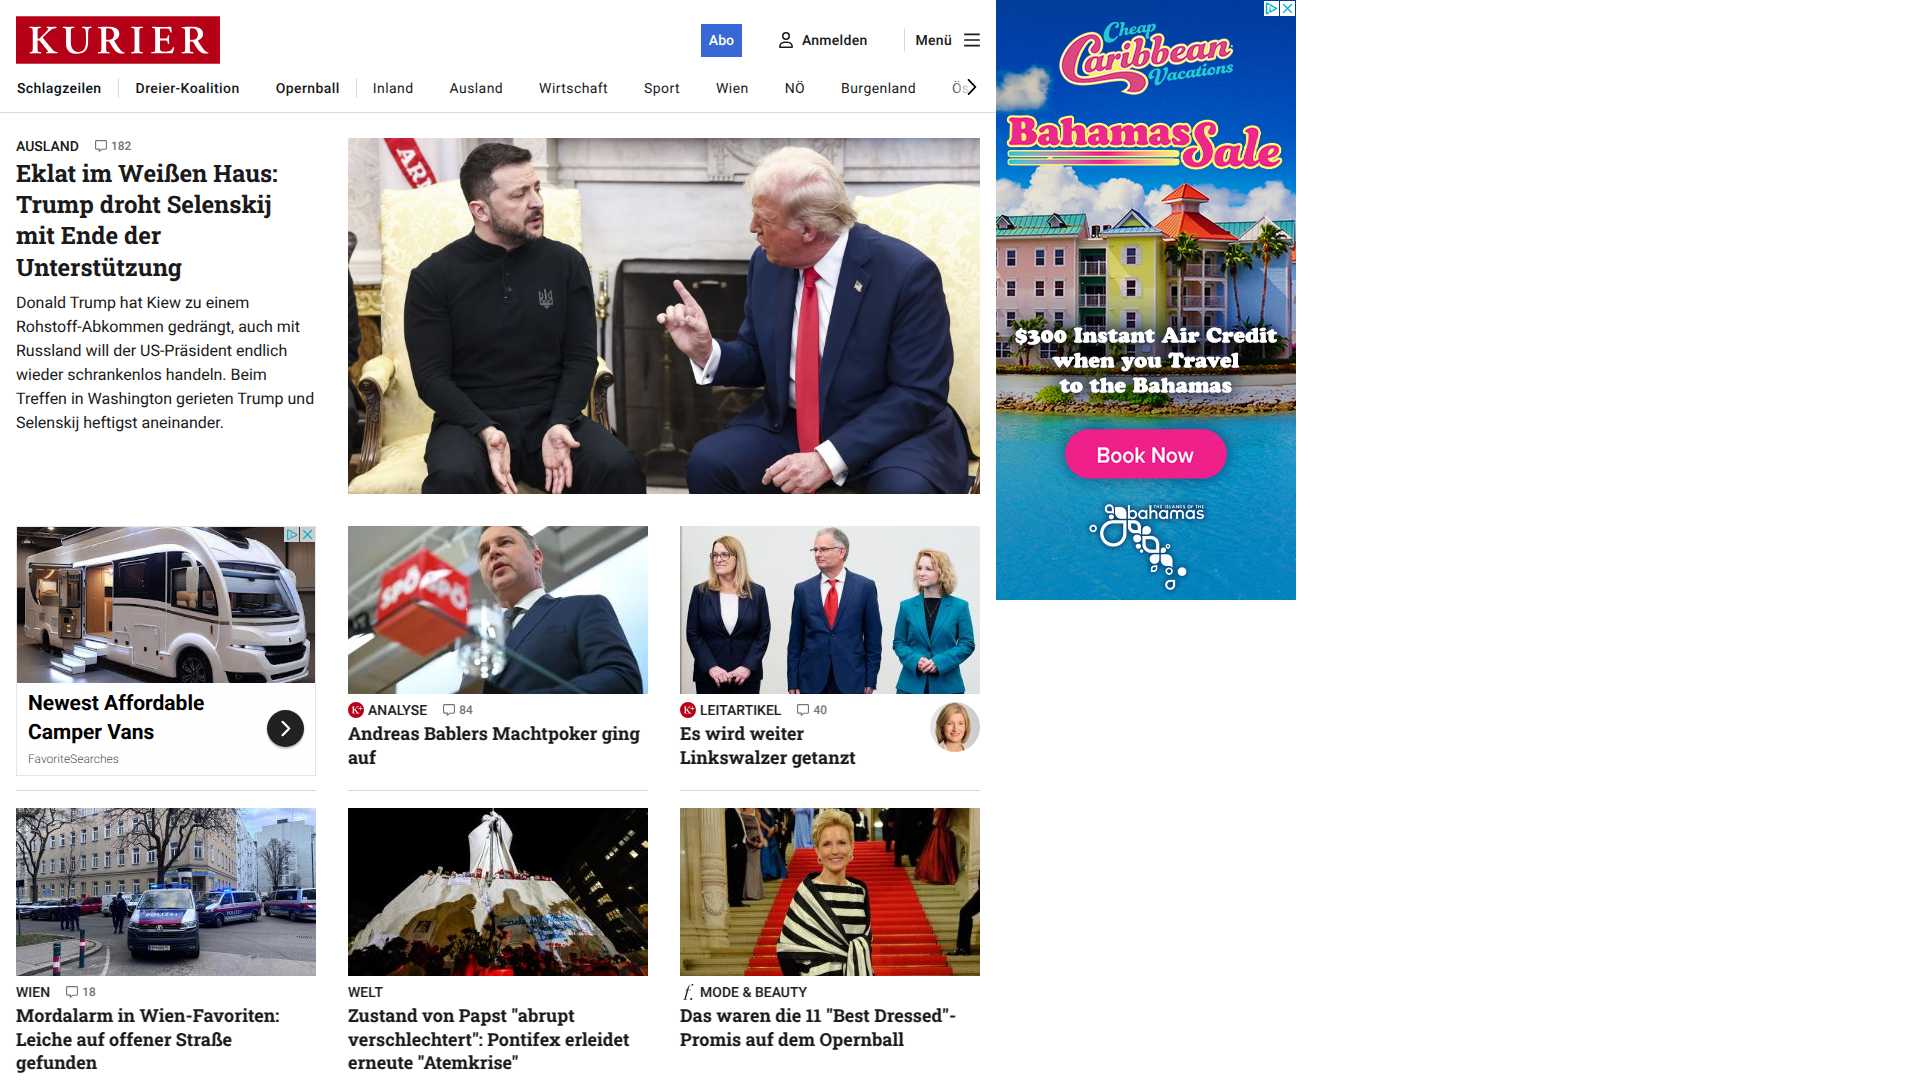 KURIER
Abo
Anmelden
Menü
Schlagzeilen
Dreier-Koalition
Opernball
Inland
Ausland
Wirtschaft
Sport
Wien
NÖ
Burgenland
AUSLAND 182
Eklat im Weißen Haus:
Trump droht Selenskij
mit Ende der
Unterstützung
Donald Trump hat Kiew zu einem
Rohstoff-Abkommen gedrängt, auch mit
Russland will der US-Präsident endlich
wieder schrankenlos handeln. Beim
Treffen in Washington gerieten Trump und
Selenskij heftigst aneinander.
Cheap
Caribbean
Vacations
Bahamas Sale
$300 Instant Air Credit
when you Travel
to the Bahamas
Book Now
THE ISLANDS OF THE
bahamas
Newest Affordable
Camper Vans
FavoriteSearches
SPÖ
K+ ANALYSE 84
Andreas Bablers Machtpoker ging
auf
K+ LEITARTIKEL 40
Es wird weiter
Linkswalzer getanzt
POLIZEI
WIEN 18
Mordalarm in Wien-Favoriten:
Leiche auf offener Straße
gefunden
WELT
Zustand von Papst "abrupt
verschlechtert": Pontifex erleidet
erneute "Atemkrise"
f. MODE & BEAUTY
Das waren die 11 "Best Dressed"-
Promis auf dem Opernball